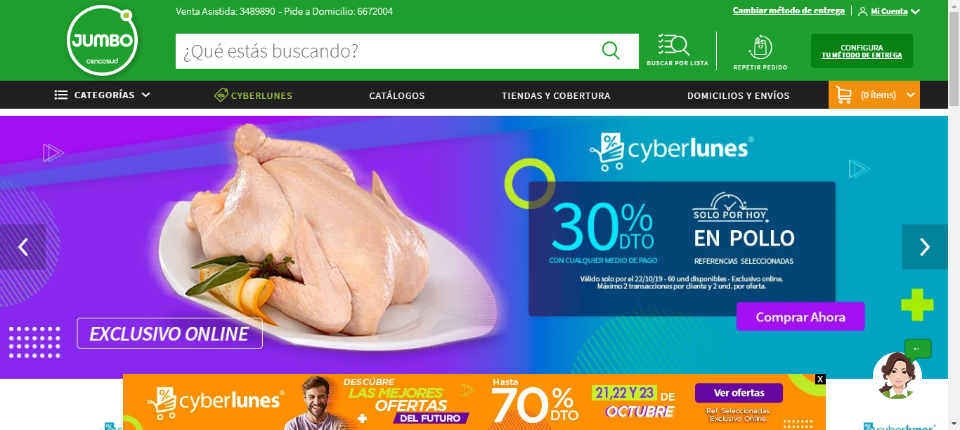 Venta Asistida: 3489890 - Pide a Domicilio: 6672004
Cambiar método de entrega
Mi Cuenta
JUMBO
cencosud
¿Qué estás buscando?
BUSCAR POR LISTA
REPETIR PEDIDO
CONFIGURA
TU MÉTODO DE ENTREGA
CATEGORÍAS
CYBERLUNES
CATÁLOGOS
TIENDAS Y COBERTURA
DOMICILIOS Y ENVÍOS
(0 ítems)
cyberlunes®
30%
DTO
CON CUALQUIER MEDIO DE PAGO
SOLO POR HOY
EN POLLO
REFERENCIAS SELECCIONADAS
Válido solo por el 22/10/19 - 60 und disponibles - Exclusivo online.
Máximo 2 transacciones por cliente y 2 und. por oferta.
Comprar Ahora
EXCLUSIVO ONLINE
cyberlunes®
DESCÚBRE
LAS MEJORES
OFERTAS
DEL FUTURO
Hasta
70%
DTO
21,22 Y 23 DE
OCTUBRE
Ver ofertas
Ref. Seleccionadas
Exclusivo Online.
X